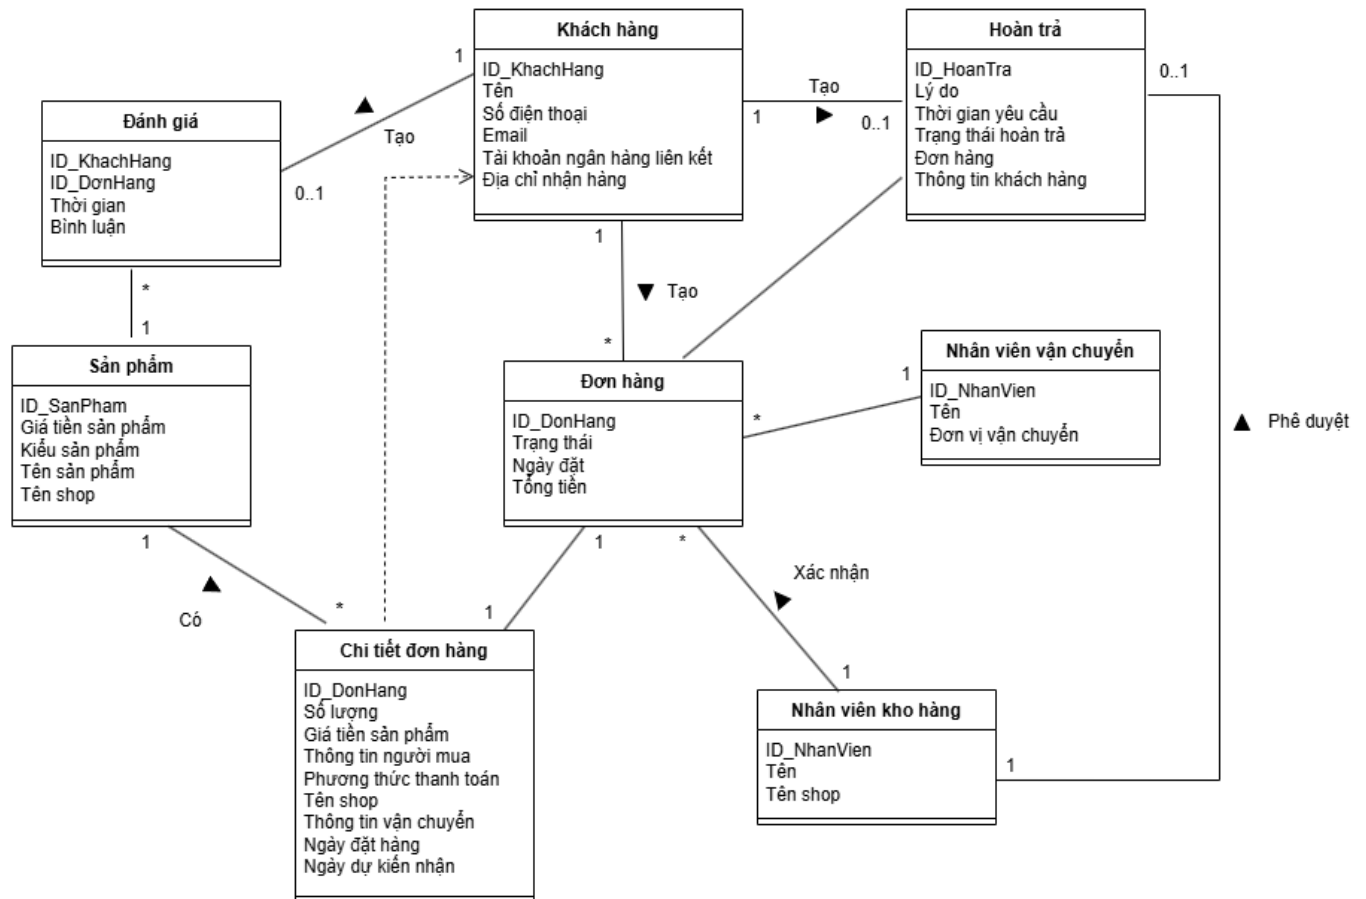 Khách hàng
ID_KhachHang
Tên
Số điện thoại
Email
Tài khoản ngân hàng liên kết
Địa chỉ nhận hàng
Hoàn trả
ID_HoanTra
Lý do
Thời gian yêu cầu
Trạng thái hoàn trả
Đơn hàng
Thông tin khách hàng
1
Tạo
0..1
1
Tạo
0..1
0..1
Đánh giá
ID_KhachHang
ID_DơnHang
Thời gian
Bình luận
*
1
1
Tạo
*
Sản phẩm
ID_SanPham
Giá tiền sản phẩm
Kiểu sản phẩm
Tên sản phẩm
Tên shop
Đơn hàng
ID_DonHang
Trạng thái
Ngày đặt
Tổng tiền
Nhân viên vận chuyển
ID_NhanVien
Tên
Đơn vị vận chuyển
1
*
Phê duyệt
1
Có
*
1
1
*
Xác nhận
1
1
Chi tiết đơn hàng
ID_DonHang
Số lượng
Giá tiền sản phẩm
Thông tin người mua
Phương thức thanh toán
Tên shop
Thông tin vận chuyển
Ngày đặt hàng
Ngày dự kiến nhận
Nhân viên kho hàng
ID_NhanVien
Tên
Tên shop